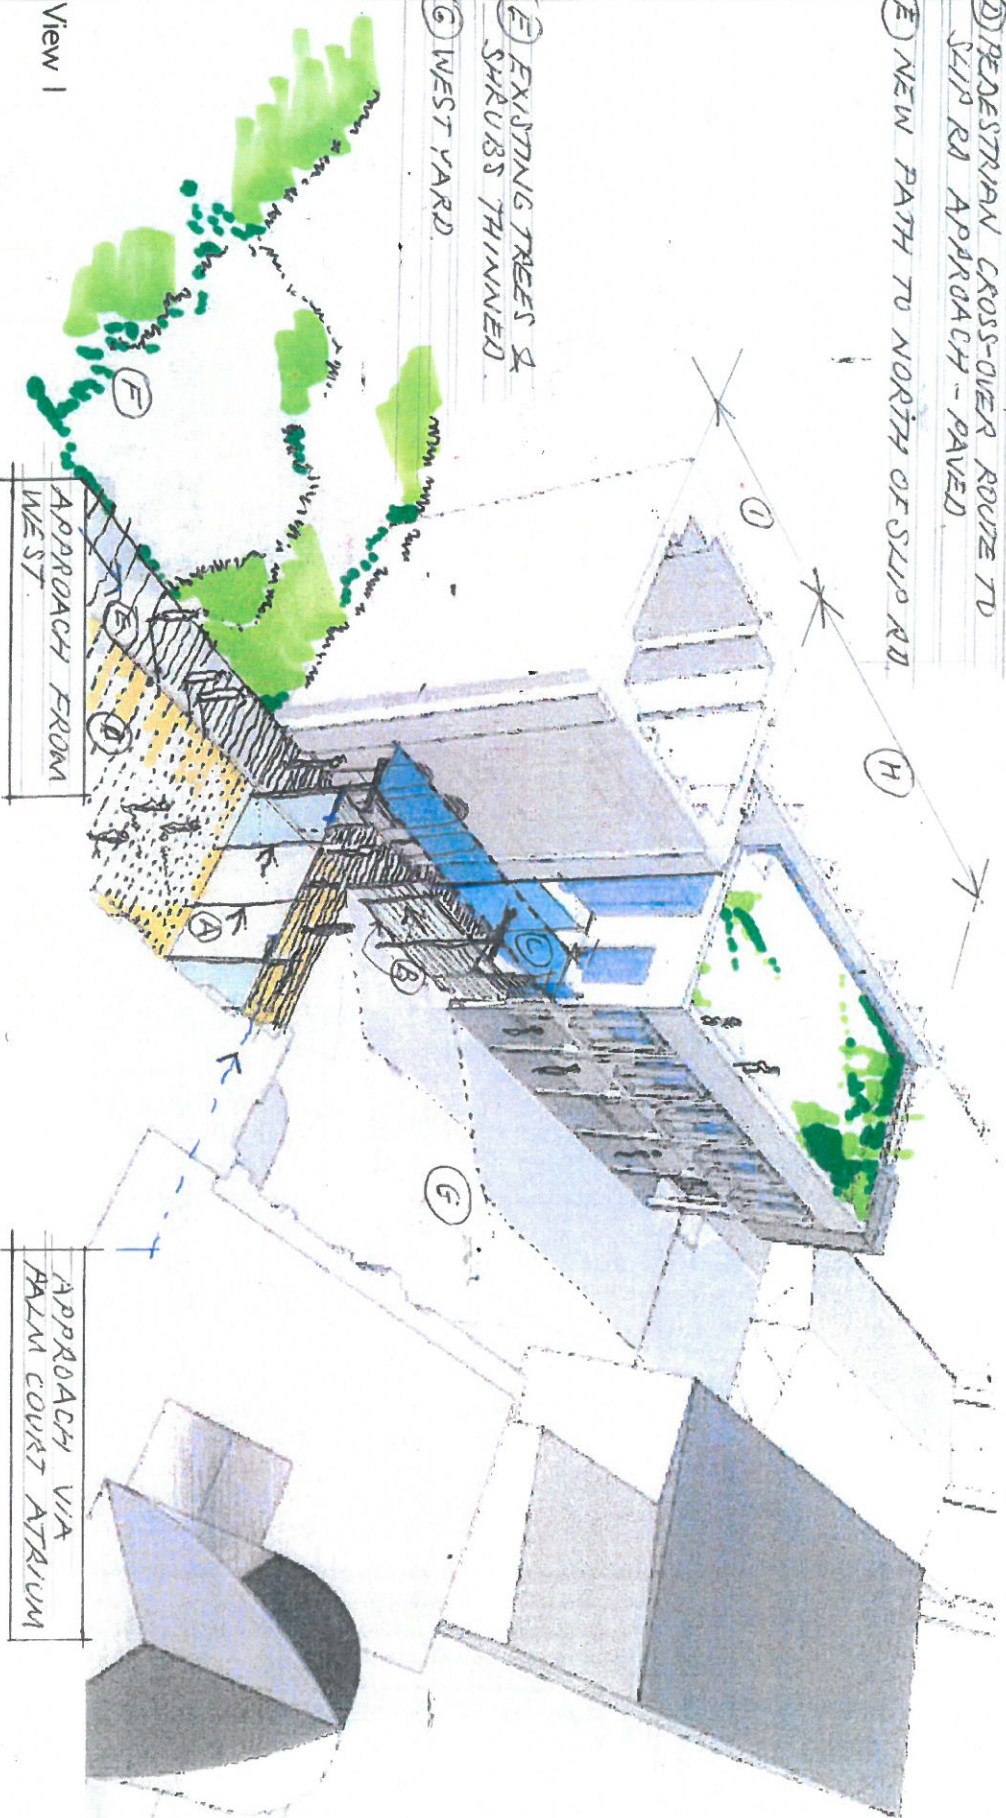 D PEDESTRIAN CROSS-OVER ROUTE TO
SLIP RD APPROACH - PAVED
E NEW PATH TO NORTH OF SLIP RD.
F EXISTING TREES &
SHRUBS THINNED.
G WEST YARD
I
H
F
E
D
A
B
C
G
APPROACH FROM
WEST
APPROACH VIA
PALM COURT ATRIUM
View 1